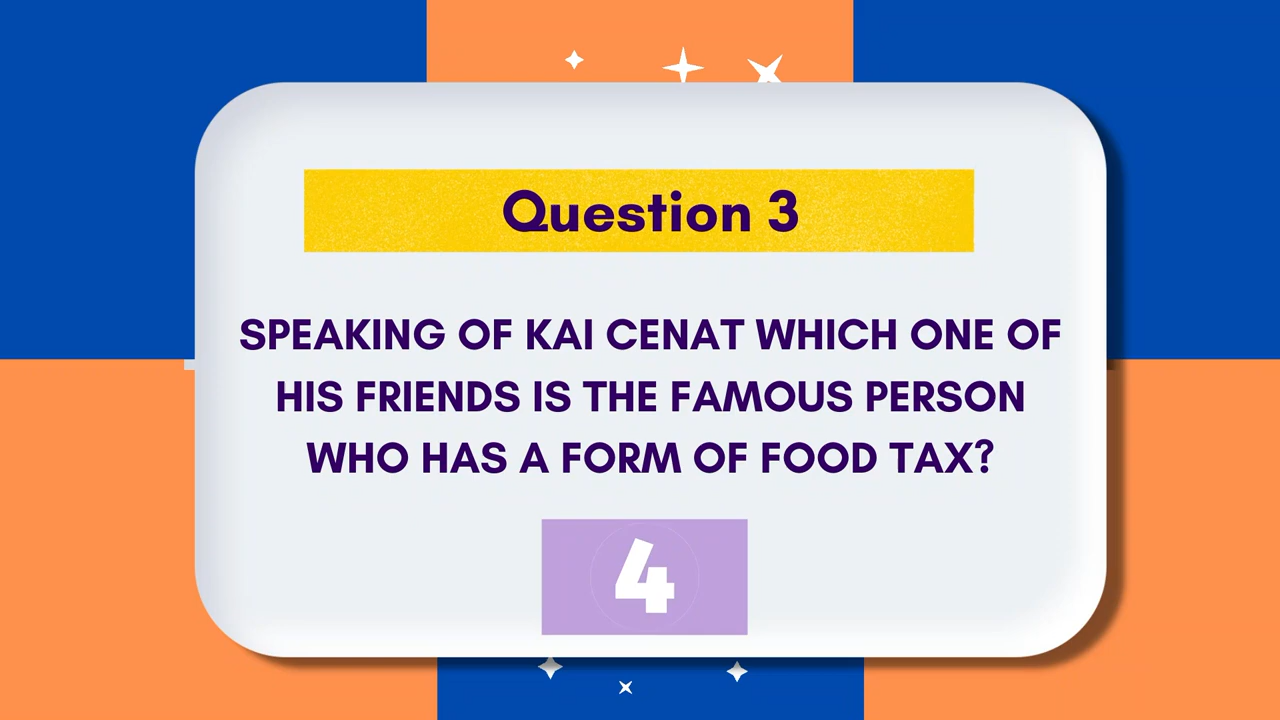 Question 3
SPEAKING OF KAI CENAT WHICH ONE OF
HIS FRIENDS IS THE FAMOUS PERSON
WHO HAS A FORM OF FOOD TAX?
4